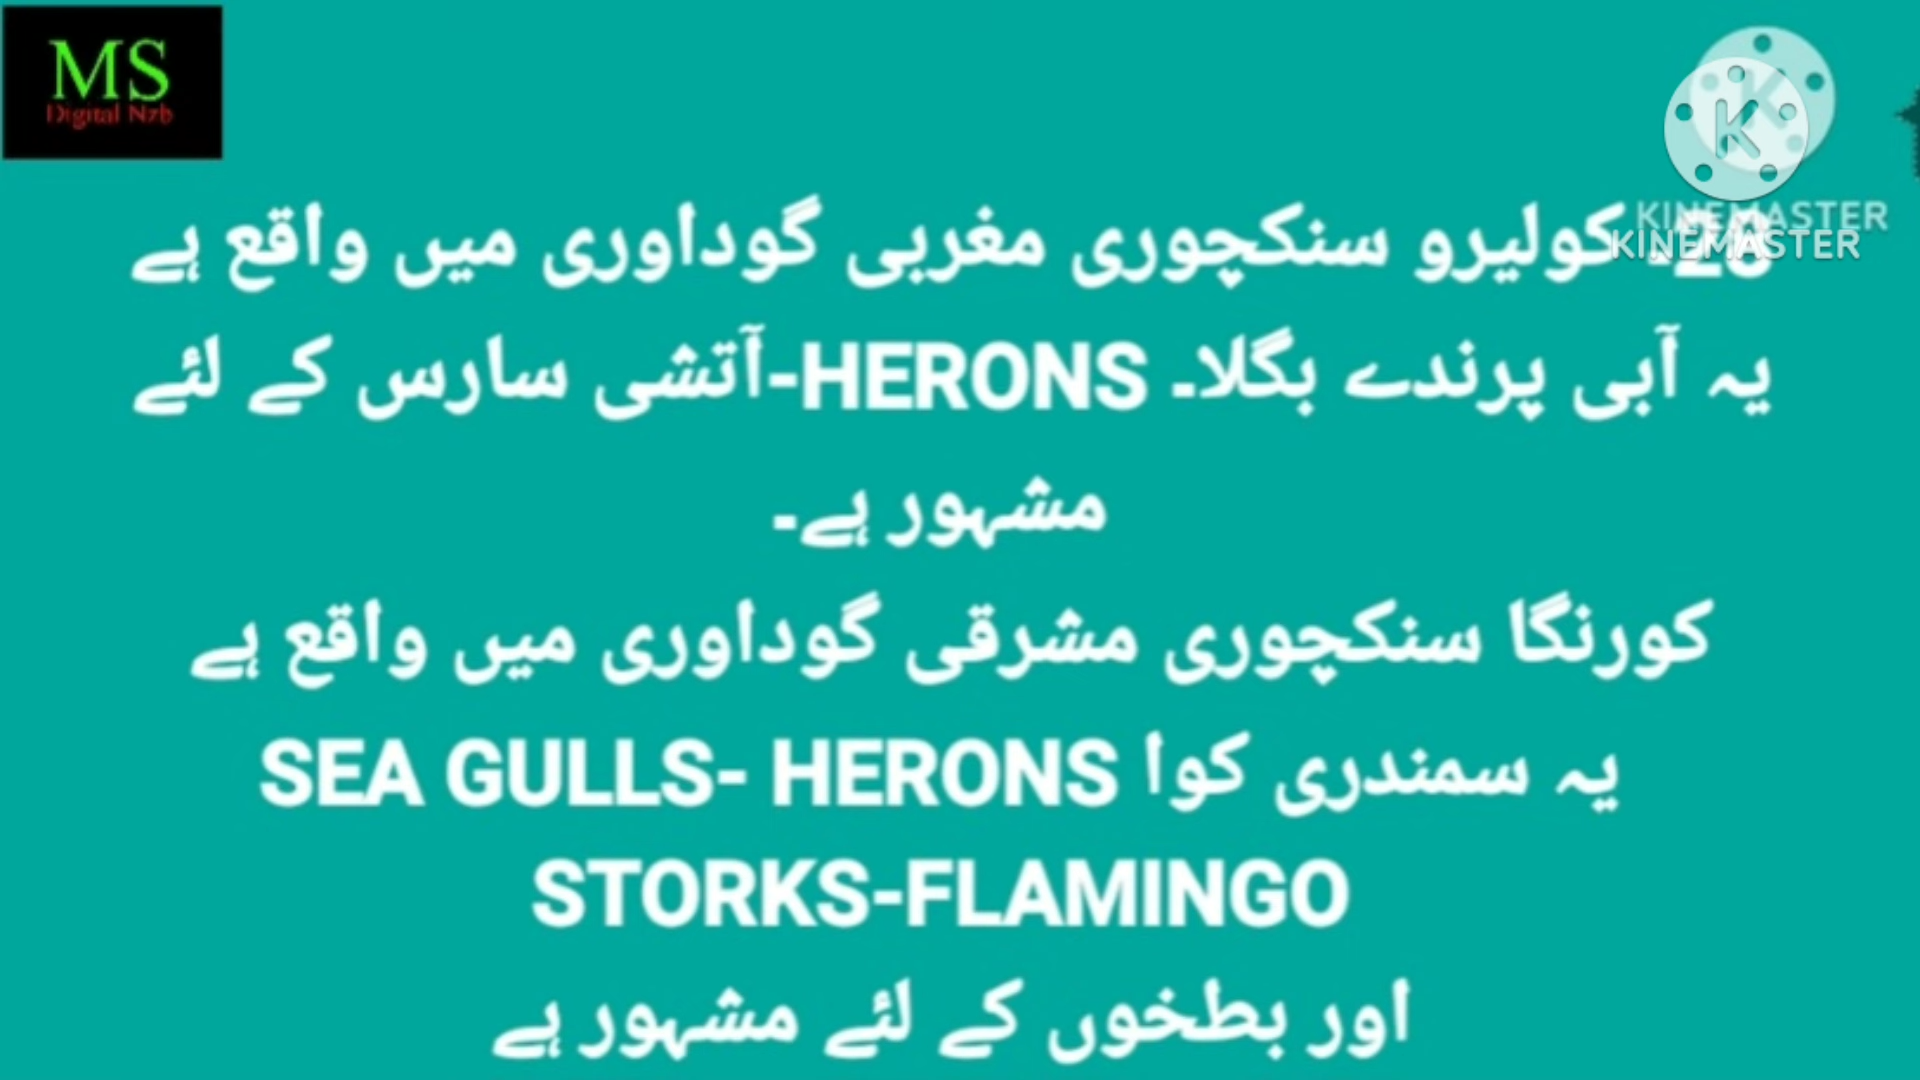 MS
Digital Nzb
KINEMASTER
KINEMASTER
کولیرو سنکچوری مغربی گوداوری میں واقع ہے
یہ آبی پرندے بگلا۔ HERONS-آتشی سارس کے لئے
مشہور ہے۔
کورنگا سنکچوری مشرقی گوداوری میں واقع ہے
یہ سمندری کوا SEA GULLS- HERONS
STORKS-FLAMINGO
اور بطخوں کے لئے مشہور ہے